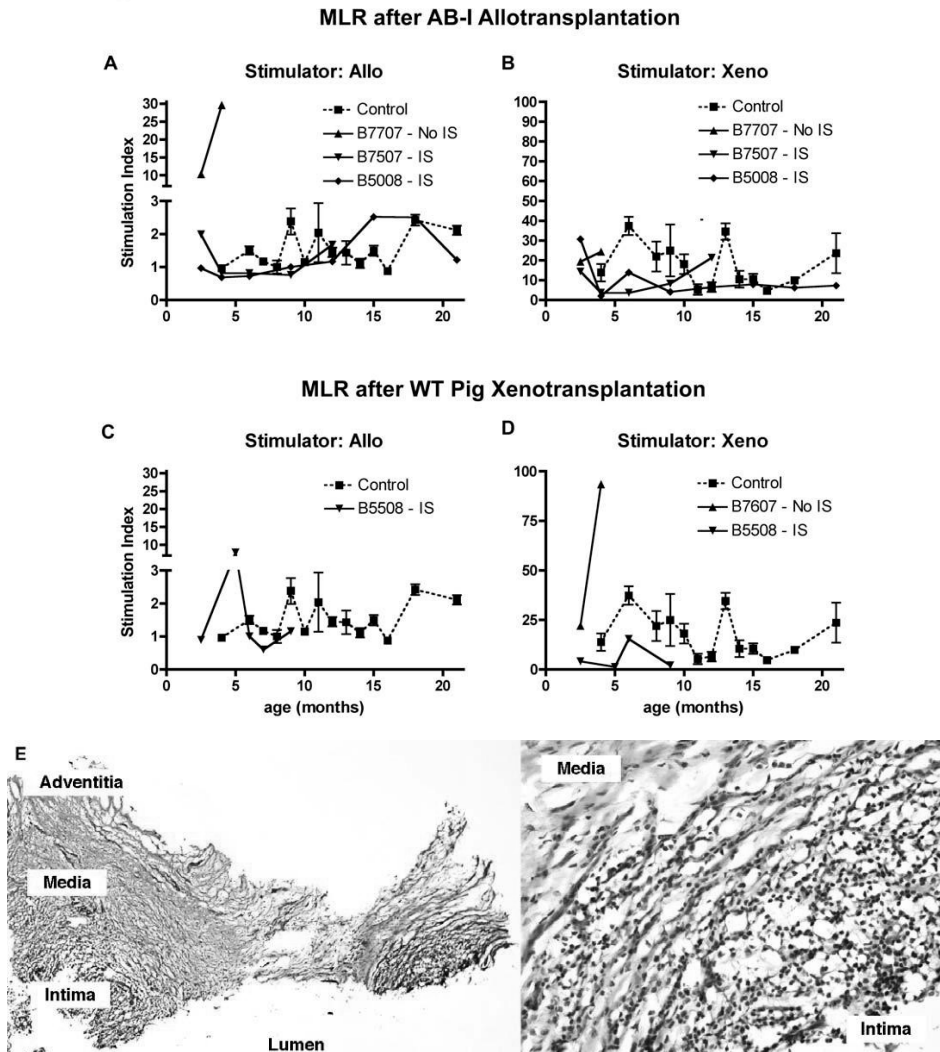 MLR after AB-I Allotransplantation
A
Stimulator: Allo
Stimulation Index
30
25
20
15
10
3
2
1
0
0
5
10
15
20
Control
B7707 - No IS
B7507 - IS
B5008 - IS
B
Stimulator: Xeno
100
90
80
70
60
50
40
30
20
10
0
0
5
10
15
20
Control
B7707 - No IS
B7507 - IS
B5008 - IS
MLR after WT Pig Xenotransplantation
C
Stimulator: Allo
Stimulation Index
30
25
20
15
10
3
2
1
0
0
5
10
15
20
age (months)
Control
B5508 - IS
D
Stimulator: Xeno
100
75
50
25
0
0
5
10
15
20
age (months)
Control
B7607 - No IS
B5508 - IS
E
Adventitia
Media
Intima
Lumen
Media
Intima